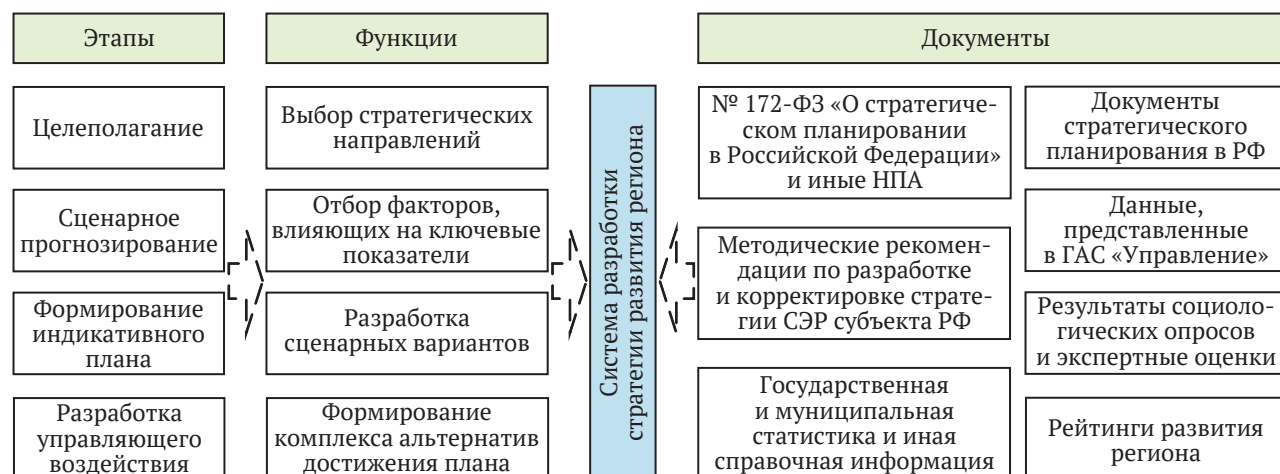 Этапы
Функции
Документы
Целеполагание
Сценарное
прогнозирование
Формирование
индикативного
плана
Разработка
управляющего
воздействия
Выбор стратегических
направлений
Отбор факторов,
влияющих на ключевые
показатели
Разработка
сценарных вариантов
Формирование
комплекса альтернатив
достижения плана
Система разработки
стратегии развития региона
№ 172-ФЗ «О стратегиче-
ском планировании
в Российской Федерации»
и иные НПА
Методические рекомен-
дации по разработке
и корректировке страте-
гии СЭР субъекта РФ
Государственная
и муниципальная
статистика и иная
справочная информация
Документы
стратегического
планирования в РФ
Данные,
представленные
в ГАС «Управление»
Результаты социоло-
гических опросов
и экспертные оценки
Рейтинги развития
региона